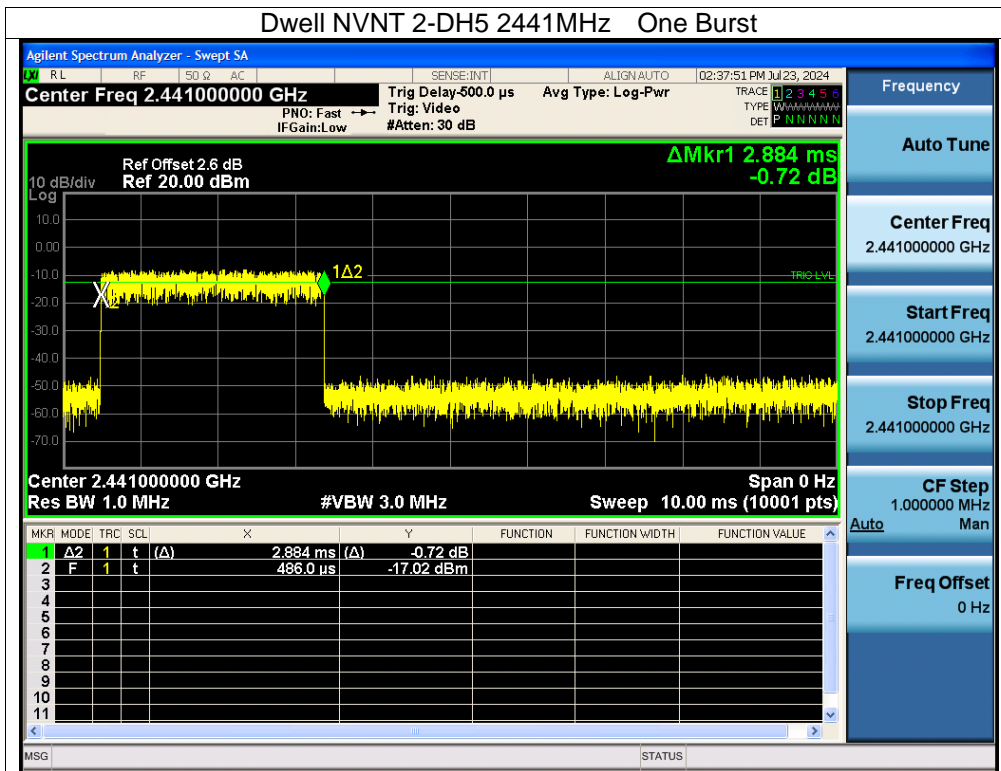 Dwell NVNT 2-DH5 2441MHz One Burst
Agilent Spectrum Analyzer - Swept SA
LXI RL RF 50 Ω AC SENSE:INT ALIGN AUTO 02:37:51 PM Jul 23, 2024
Center Freq 2.441000000 GHz
PNO: Fast
IFGain:Low
Trig Delay-500.0 µs
Trig: Video
#Atten: 30 dB
Avg Type: Log-Pwr
TRACE 1 2 3 4 5 6
TYPE WWWWWW
DET P N N N N N
Ref Offset 2.6 dB
Ref 20.00 dBm
10 dB/div
Log
ΔMkr1 2.884 ms
-0.72 dB
10.0
0.00
-10.0
-20.0
-30.0
-40.0
-50.0
-60.0
-70.0
1Δ2
2
TRIG LVL
Center 2.441000000 GHz Span 0 Hz
Res BW 1.0 MHz #VBW 3.0 MHz Sweep 10.00 ms (10001 pts)
MKR MODE TRC SCL X Y FUNCTION FUNCTION WIDTH FUNCTION VALUE
1 Δ2 1 t (Δ) 2.884 ms (Δ) -0.72 dB
2 F 1 t 486.0 µs -17.02 dBm
3
4
5
6
7
8
9
10
11
MSG STATUS
Frequency
Auto Tune
Center Freq
2.441000000 GHz
Start Freq
2.441000000 GHz
Stop Freq
2.441000000 GHz
CF Step
1.000000 MHz
Auto Man
Freq Offset
0 Hz